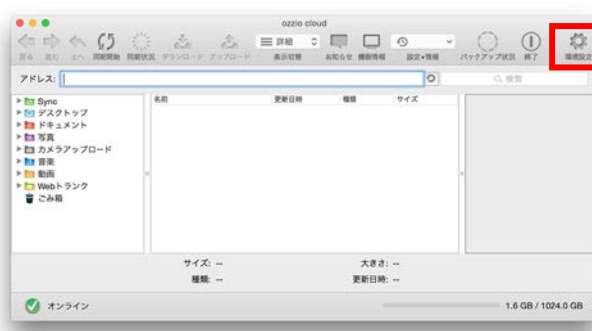 ozzio cloud
戻る 進む 上へ 同期開始 同期状況 ダウンロード アップロード 表示切替 お知らせ 機器情報 設定・情報 バックアップ状況 終了 環境設定
詳細
アドレス:
検索
名前 更新日時 種類 サイズ
Sync
デスクトップ
ドキュメント
写真
カメラアップロード
音楽
動画
Webトランク
ごみ箱
サイズ: -- 大きさ: --
種類: -- 更新日時: --
オンライン 1.6 GB / 1024.0 GB